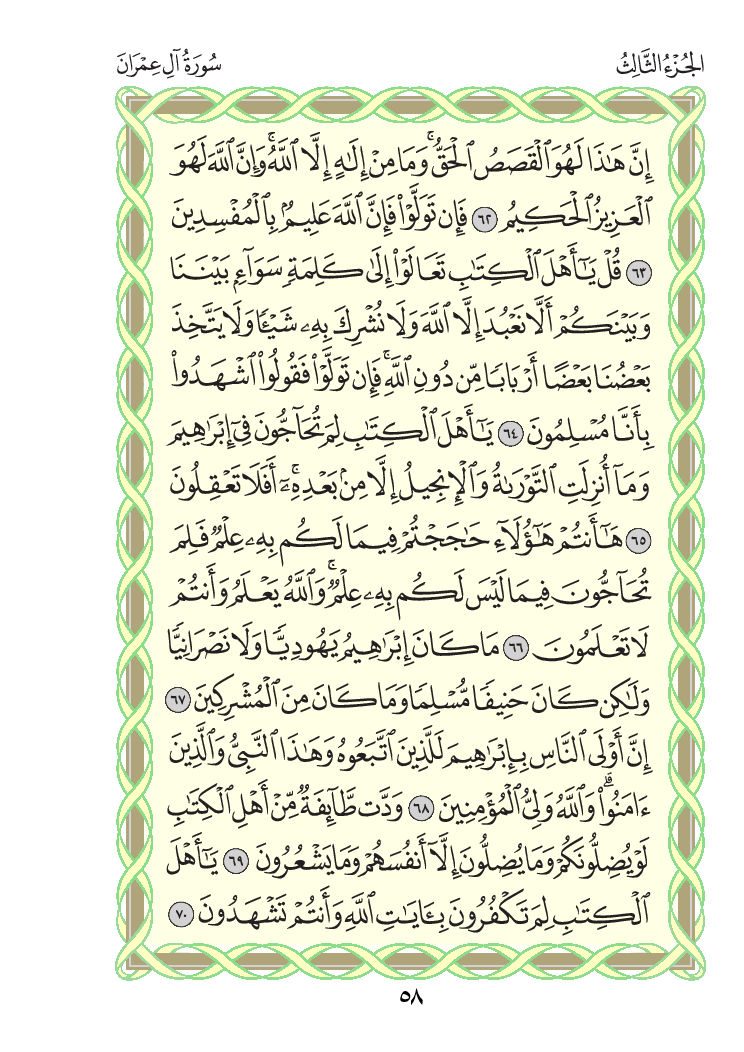 الجُزْءُ الثَّالِثُ
سُورَةُ آلِ عِمْرَانَ
إِنَّ هَٰذَا لَهُوَ ٱلْقَصَصُ ٱلْحَقُّۚ وَمَا مِنْ إِلَٰهٍ إِلَّا ٱللَّهُۚ وَإِنَّ ٱللَّهَ لَهُوَ
ٱلْعَزِيزُ ٱلْحَكِيمُ ٦٢ فَإِن تَوَلَّوْاْ فَإِنَّ ٱللَّهَ عَلِيمُۢ بِٱلْمُفْسِدِينَ
٦٣ قُلْ يَٰٓأَهْلَ ٱلْكِتَٰبِ تَعَالَوْاْ إِلَىٰ كَلِمَةٖ سَوَآءِۭ بَيْنَنَا
وَبَيْنَكُمْ أَلَّا نَعْبُدَ إِلَّا ٱللَّهَ وَلَا نُشْرِكَ بِهِۦ شَيْـٔٗا وَلَا يَتَّخِذَ
بَعْضُنَا بَعْضًا أَرْبَابٗا مِّن دُونِ ٱللَّهِۚ فَإِن تَوَلَّوْاْ فَقُولُواْ ٱشْهَدُواْ
بِأَنَّا مُسْلِمُونَ ٦٤ يَٰٓأَهْلَ ٱلْكِتَٰبِ لِمَ تُحَآجُّونَ فِيٓ إِبْرَٰهِيمَ
وَمَآ أُنزِلَتِ ٱلتَّوْرَىٰةُ وَٱلْإِنجِيلُ إِلَّا مِنۢ بَعْدِهِۦٓۚ أَفَلَا تَعْقِلُونَ
٦٥ هَٰٓأَنتُمْ هَٰٓؤُلَآءِ حَٰجَجْتُمْ فِيمَا لَكُم بِهِۦ عِلْمٞ فَلِمَ
تُحَآجُّونَ فِيمَا لَيْسَ لَكُم بِهِۦ عِلْمٞۚ وَٱللَّهُ يَعْلَمُ وَأَنتُمْ
لَا تَعْلَمُونَ ٦٦ مَا كَانَ إِبْرَٰهِيمُ يَهُودِيّٗا وَلَا نَصْرَانِيّٗا
وَلَٰكِن كَانَ حَنِيفٗا مُّسْلِمٗا وَمَا كَانَ مِنَ ٱلْمُشْرِكِينَ ٦٧
إِنَّ أَوْلَى ٱلنَّاسِ بِإِبْرَٰهِيمَ لَلَّذِينَ ٱتَّبَعُوهُ وَهَٰذَا ٱلنَّبِيُّ وَٱلَّذِينَ
ءَامَنُواْۗ وَٱللَّهُ وَلِيُّ ٱلْمُؤْمِنِينَ ٦٨ وَدَّت طَّآئِفَةٞ مِّنْ أَهْلِ ٱلْكِتَٰبِ
لَوْ يُضِلُّونَكُمْ وَمَا يُضِلُّونَ إِلَّآ أَنفُسَهُمْ وَمَا يَشْعُرُونَ ٦٩ يَٰٓأَهْلَ
ٱلْكِتَٰبِ لِمَ تَكْفُرُونَ بِـَٔايَٰتِ ٱللَّهِ وَأَنتُمْ تَشْهَدُونَ ٧٠
٥٨